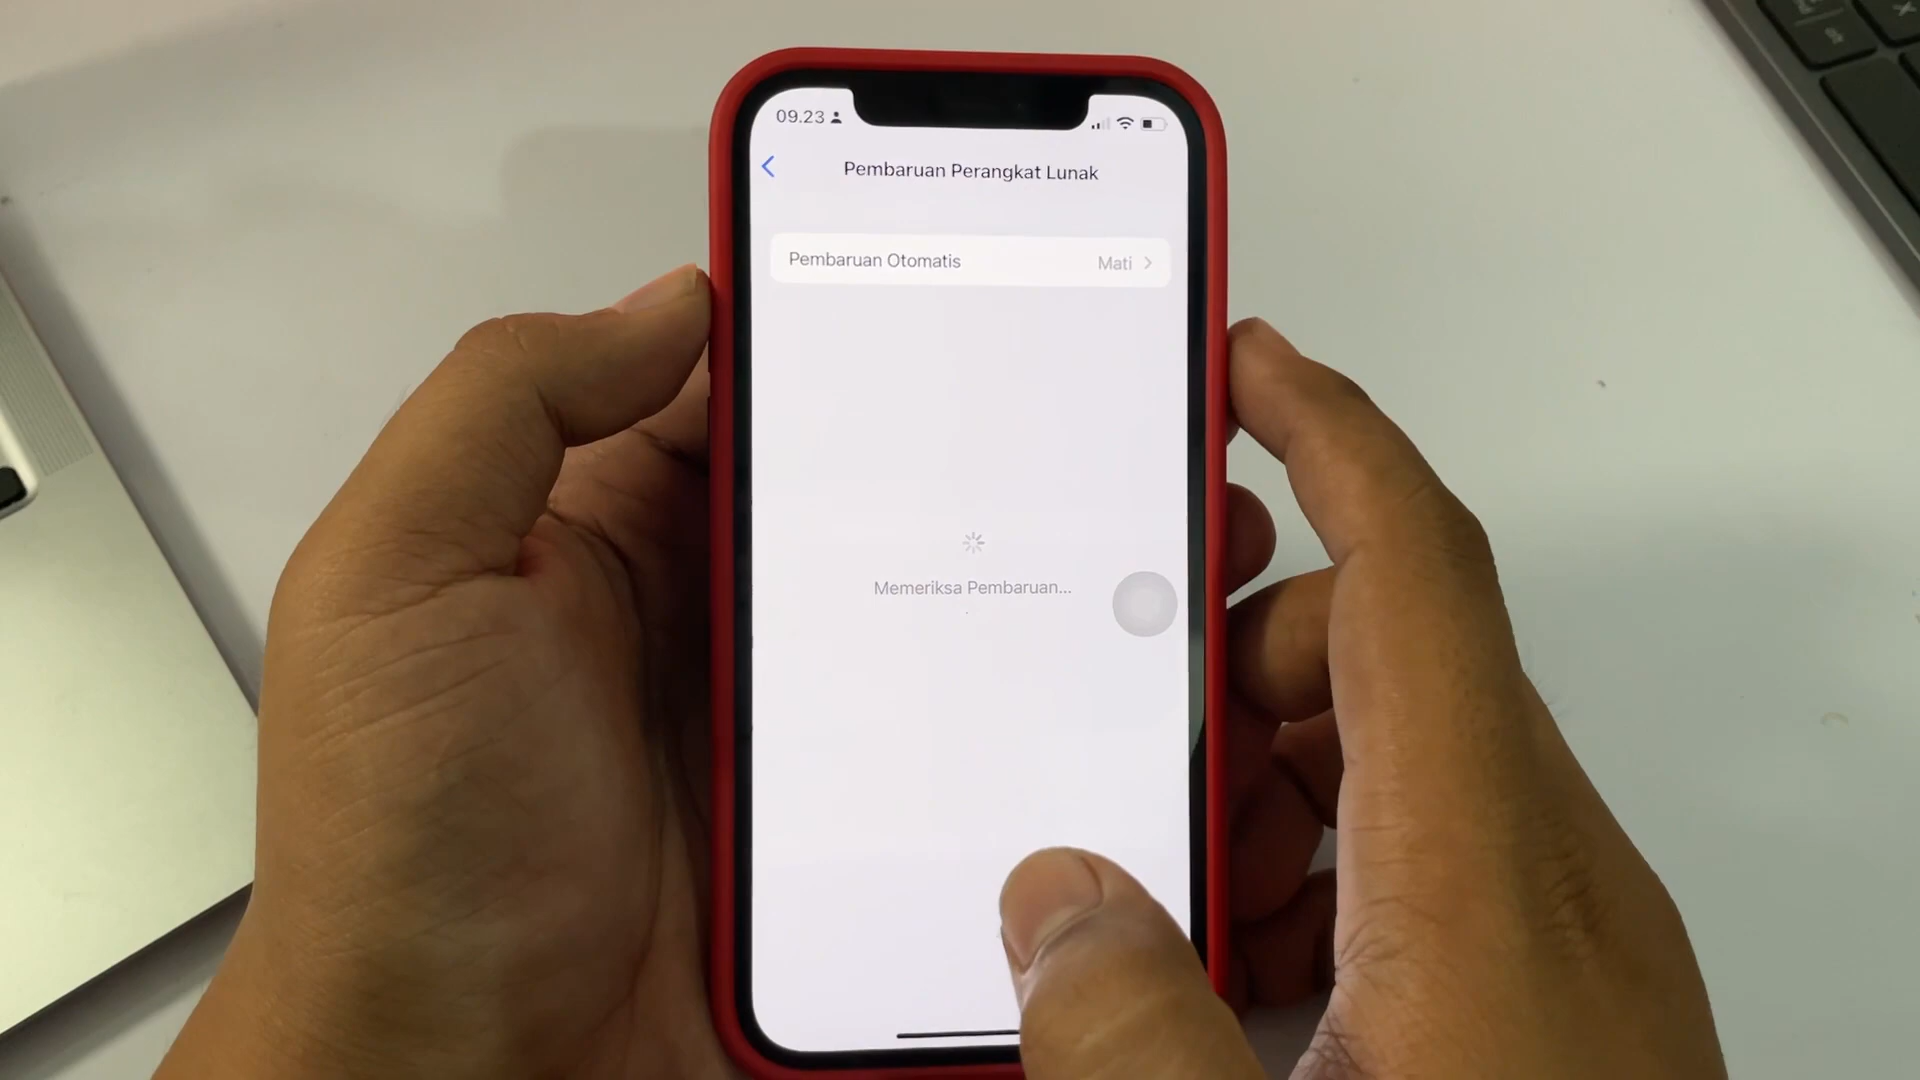 09.23
Pembaruan Perangkat Lunak
Pembaruan Otomatis Mati
Memeriksa Pembaruan...